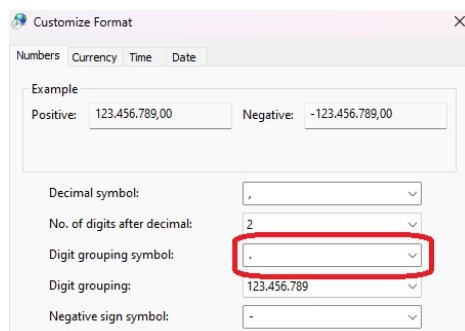 Customize Format
Numbers Currency Time Date
Example
Positive: 123.456.789,00 Negative: -123.456.789,00
Decimal symbol: ,
No. of digits after decimal: 2
Digit grouping symbol: .
Digit grouping: 123.456.789
Negative sign symbol: -